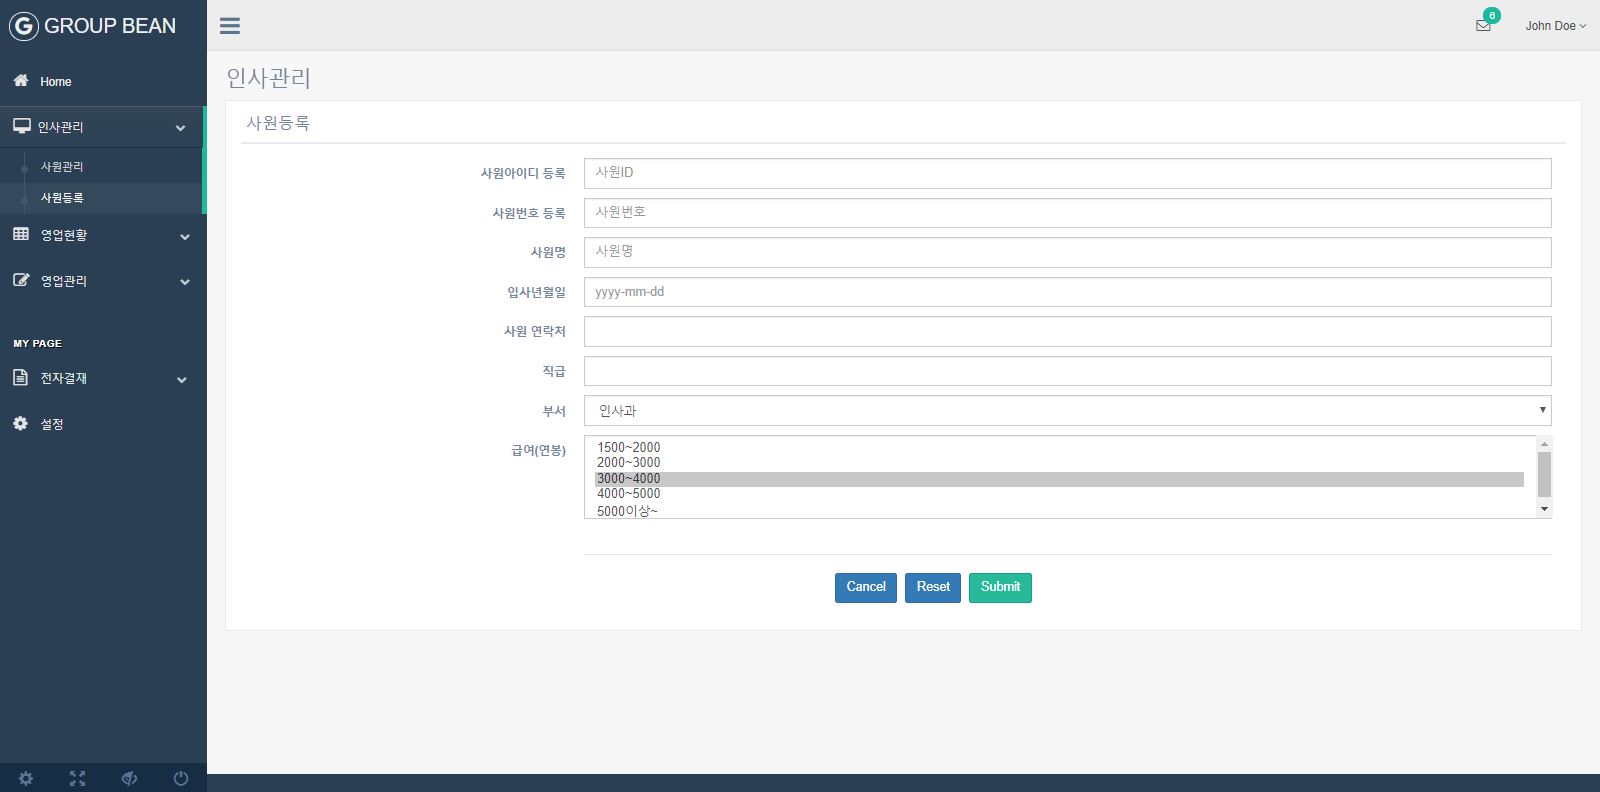 GROUP BEAN
6
John Doe
Home
인사관리
사원관리
사원등록
영업현황
영업관리
MY PAGE
전자결재
설정
인사관리
사원등록
사원아이디 등록 사원ID
사원번호 등록 사원번호
사원명 사원명
입사년월일 yyyy-mm-dd
사원 연락처
직급
부서 인사과
급여(연봉) 1500~2000
2000~3000
3000~4000
4000~5000
5000이상~
Cancel Reset Submit